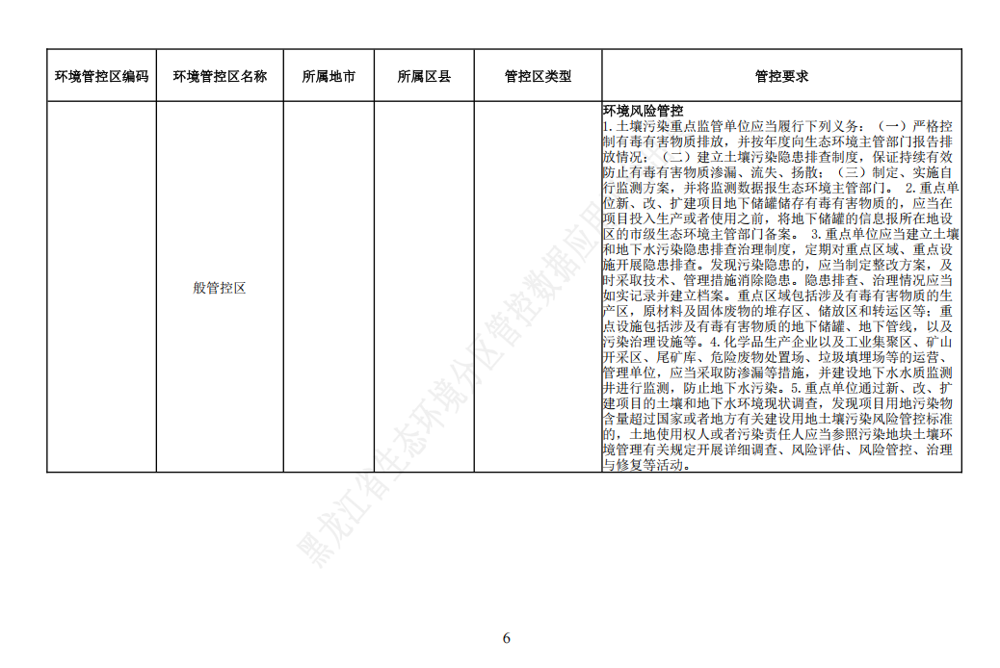 环境管控区编码 环境管控区名称 所属地市 所属区县 管控区类型 管控要求
环境风险管控
1.土壤污染重点监管单位应当履行下列义务：（一）严格控
制有毒有害物质排放，并按年度向生态环境主管部门报告排
放情况；（二）建立土壤污染隐患排查制度，保证持续有效
防止有毒有害物质渗漏、流失、扬散；（三）制定、实施自
行监测方案，并将监测数据报生态环境主管部门。 2.重点单
位新、改、扩建项目地下储罐储存有毒有害物质的，应当在
项目投入生产或者使用之前，将地下储罐的信息报所在地设
区的市级生态环境主管部门备案。 3.重点单位应当建立土壤
和地下水污染隐患排查治理制度，定期对重点区域、重点设
施开展隐患排查。发现污染隐患的，应当制定整改方案，及
时采取技术、管理措施消除隐患。隐患排查、治理情况应当
如实记录并建立档案。重点区域包括涉及有毒有害物质的生
产区，原材料及固体废物的堆存区、储放区和转运区等；重
点设施包括涉及有毒有害物质的地下储罐、地下管线，以及
污染治理设施等。4.化学品生产企业以及工业集聚区、矿山
开采区、尾矿库、危险废物处置场、垃圾填埋场等的运营、
管理单位，应当采取防渗漏等措施，并建设地下水水质监测
井进行监测，防止地下水污染。5.重点单位通过新、改、扩
建项目的土壤和地下水环境现状调查，发现项目用地污染物
含量超过国家或者地方有关建设用地土壤污染风险管控标准
的，土地使用权人或者污染责任人应当参照污染地块土壤环
境管理有关规定开展详细调查、风险评估、风险管控、治理
与修复等活动。
般管控区
黑龙江省生态环境分区管控数据应用
6